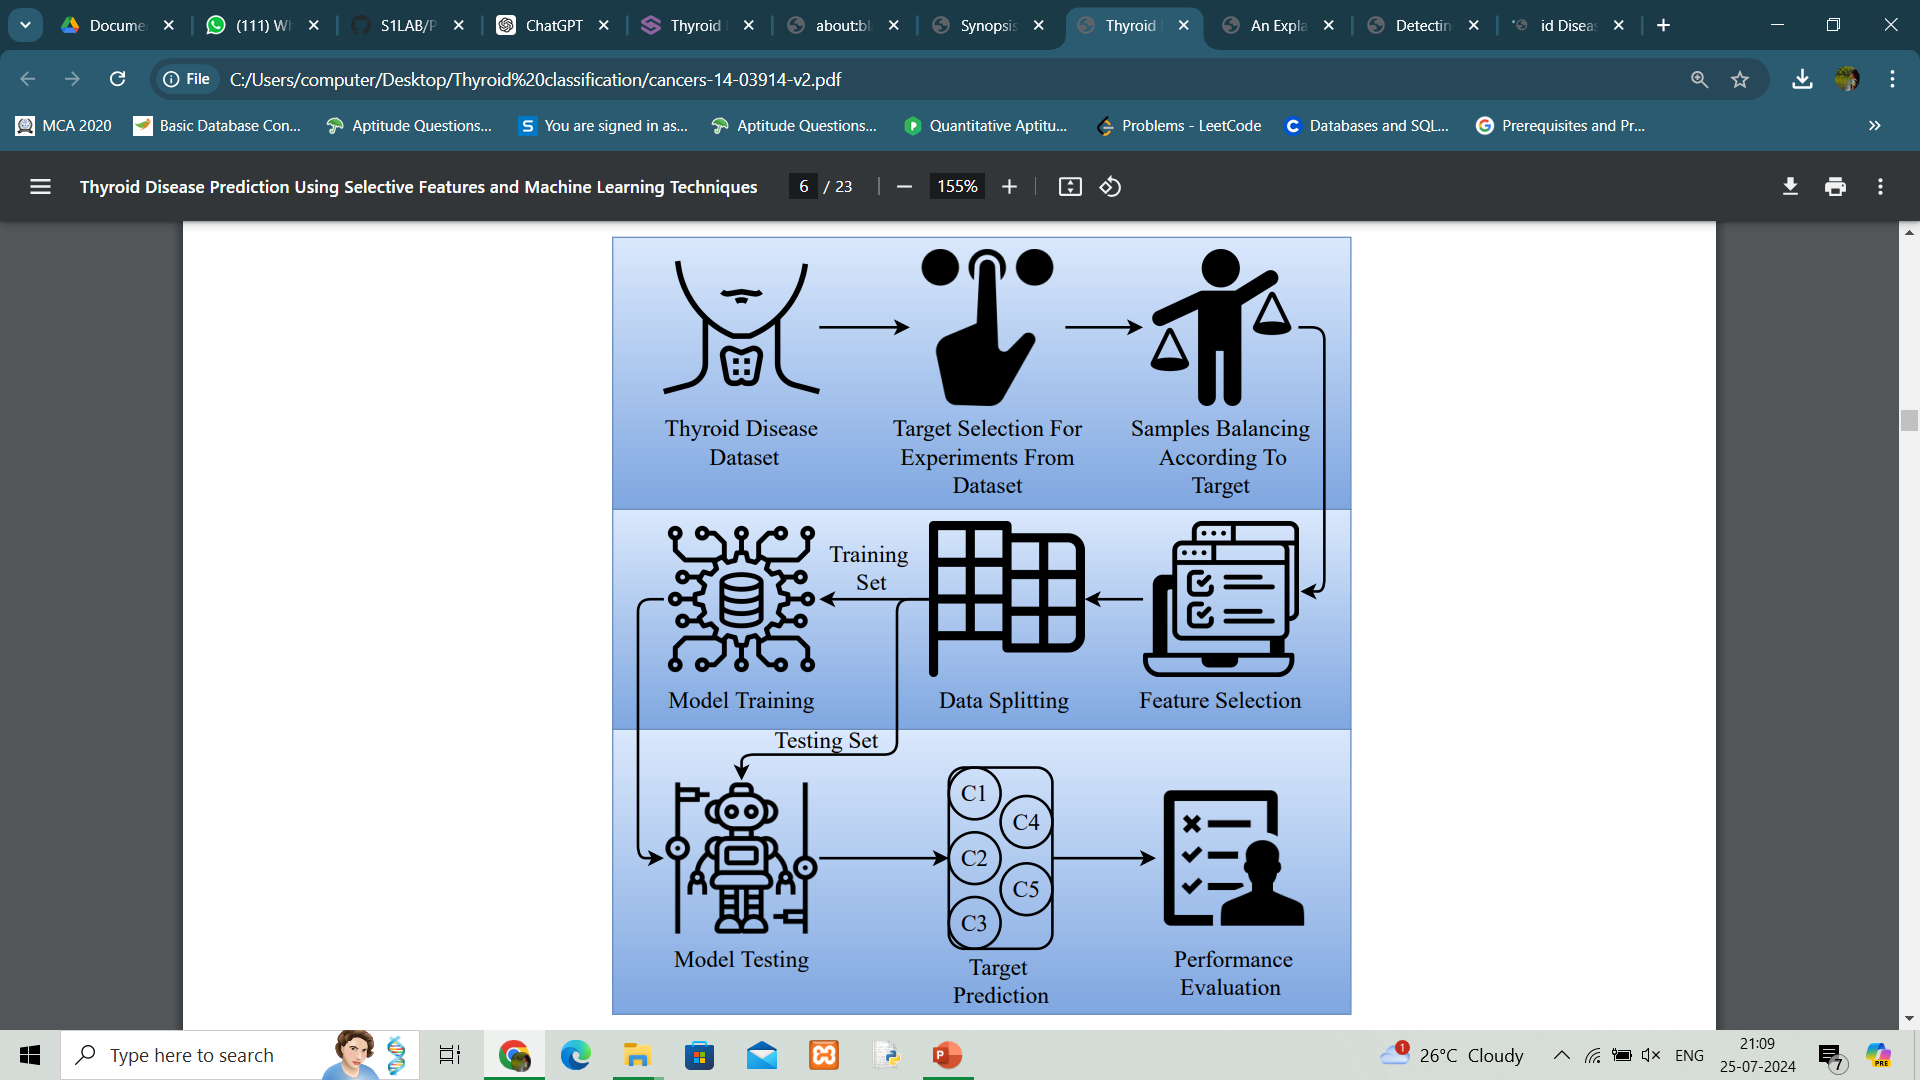 Docume
(111) W
S1LAB/P
ChatGPT
Thyroid
about:bl
Synopsis
Thyroid
An Expla
Detectin
id Disea
File
C:/Users/computer/Desktop/Thyroid%20classification/cancers-14-03914-v2.pdf
MCA 2020
Basic Database Con...
Aptitude Questions...
You are signed in as...
Aptitude Questions...
Quantitative Aptitu...
Problems - LeetCode
Databases and SQL...
Prerequisites and Pr...
Thyroid Disease Prediction Using Selective Features and Machine Learning Techniques
6 / 23
155%
Thyroid Disease
Dataset
Target Selection For
Experiments From
Dataset
Samples Balancing
According To
Target
Training
Set
Model Training
Data Splitting
Feature Selection
Testing Set
C1
C4
C2
C5
C3
Model Testing
Target
Prediction
Performance
Evaluation
Type here to search
1
26°C Cloudy
ENG
21:09
25-07-2024
7
PRE